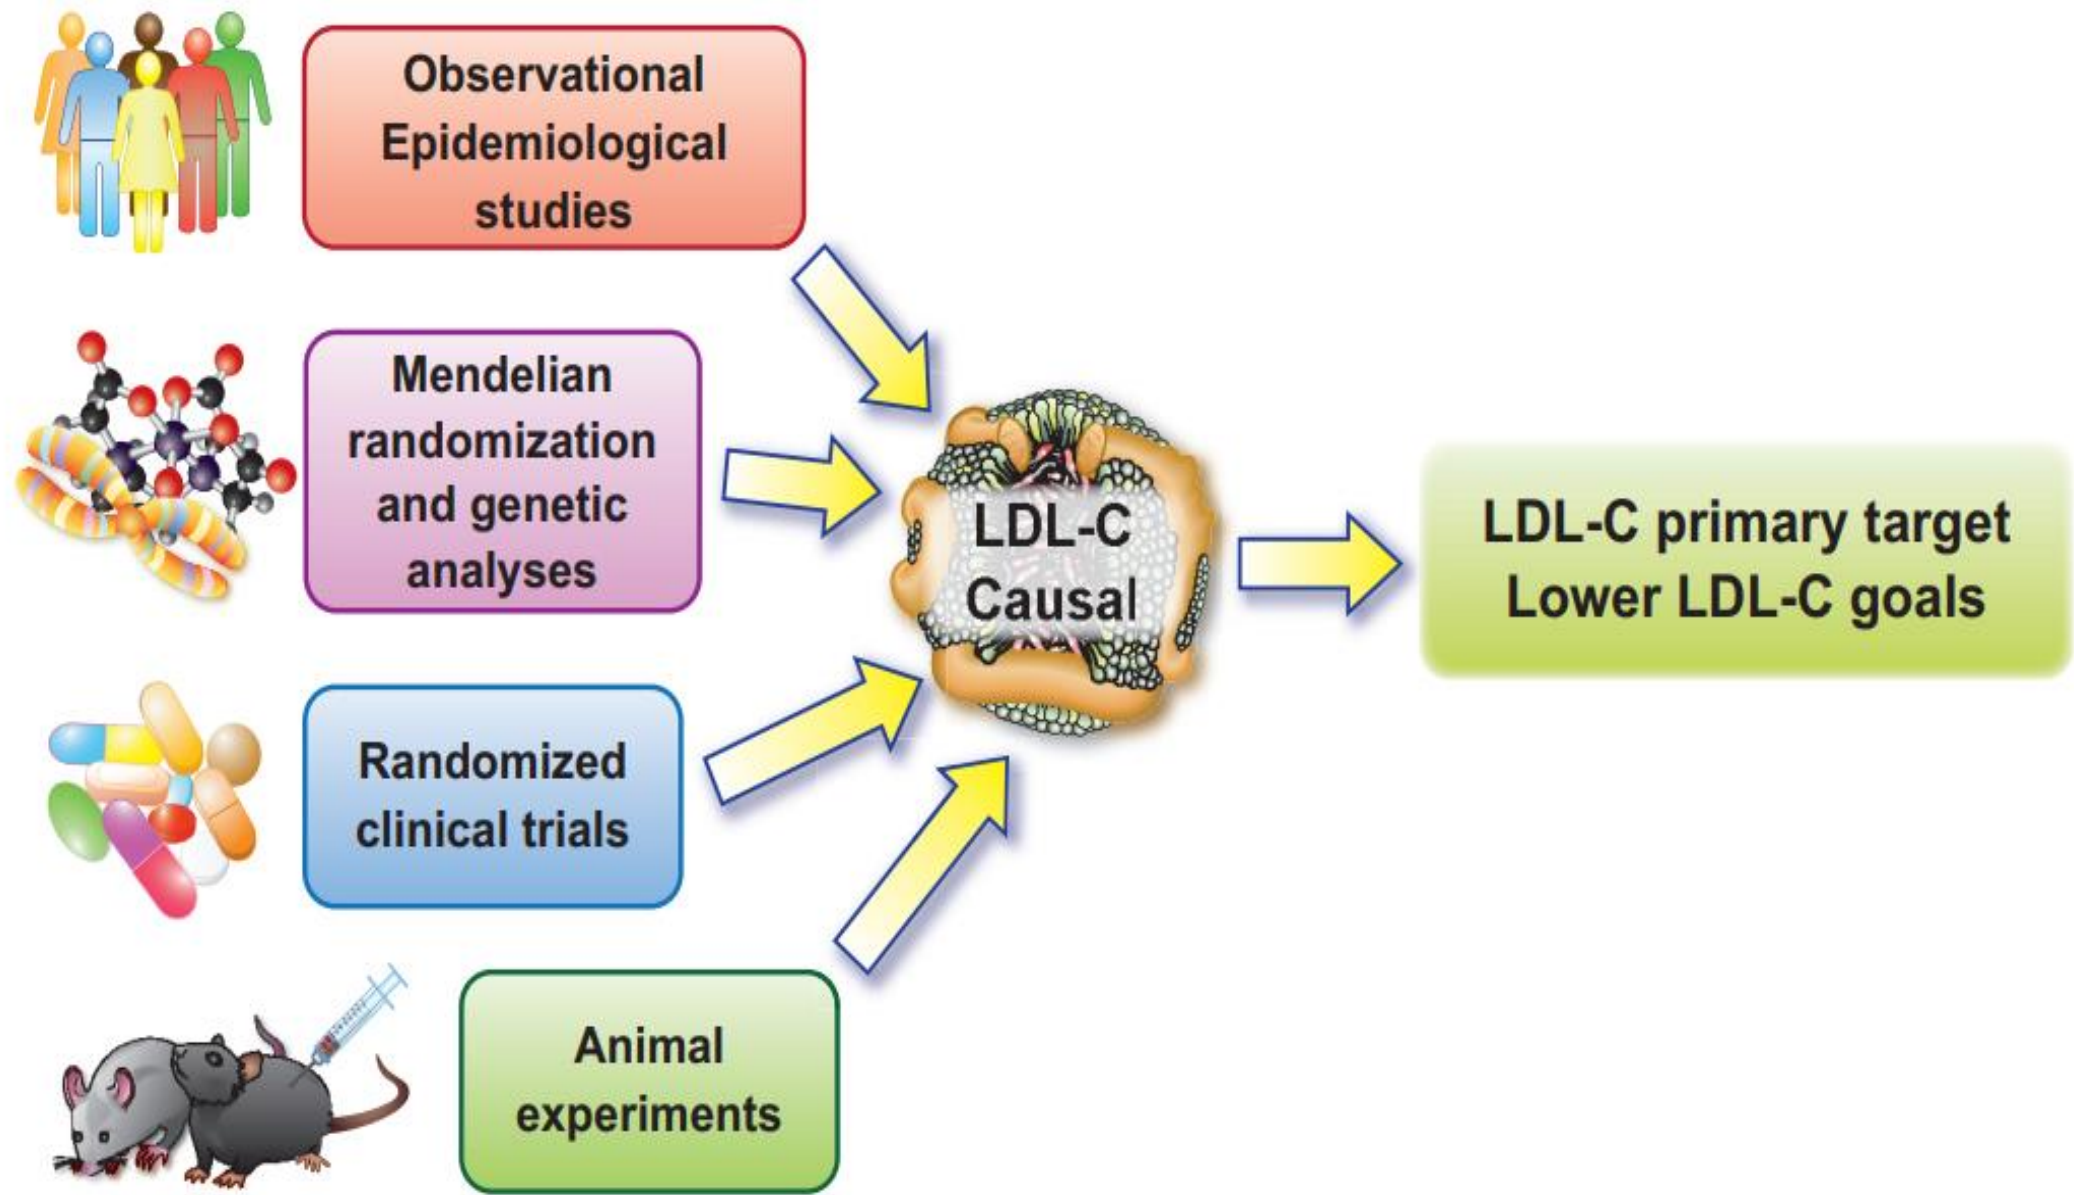 Observational
Epidemiological
studies
Mendelian
randomization
and genetic
analyses
Randomized
clinical trials
Animal
experiments
LDL-C
Causal
LDL-C primary target
Lower LDL-C goals